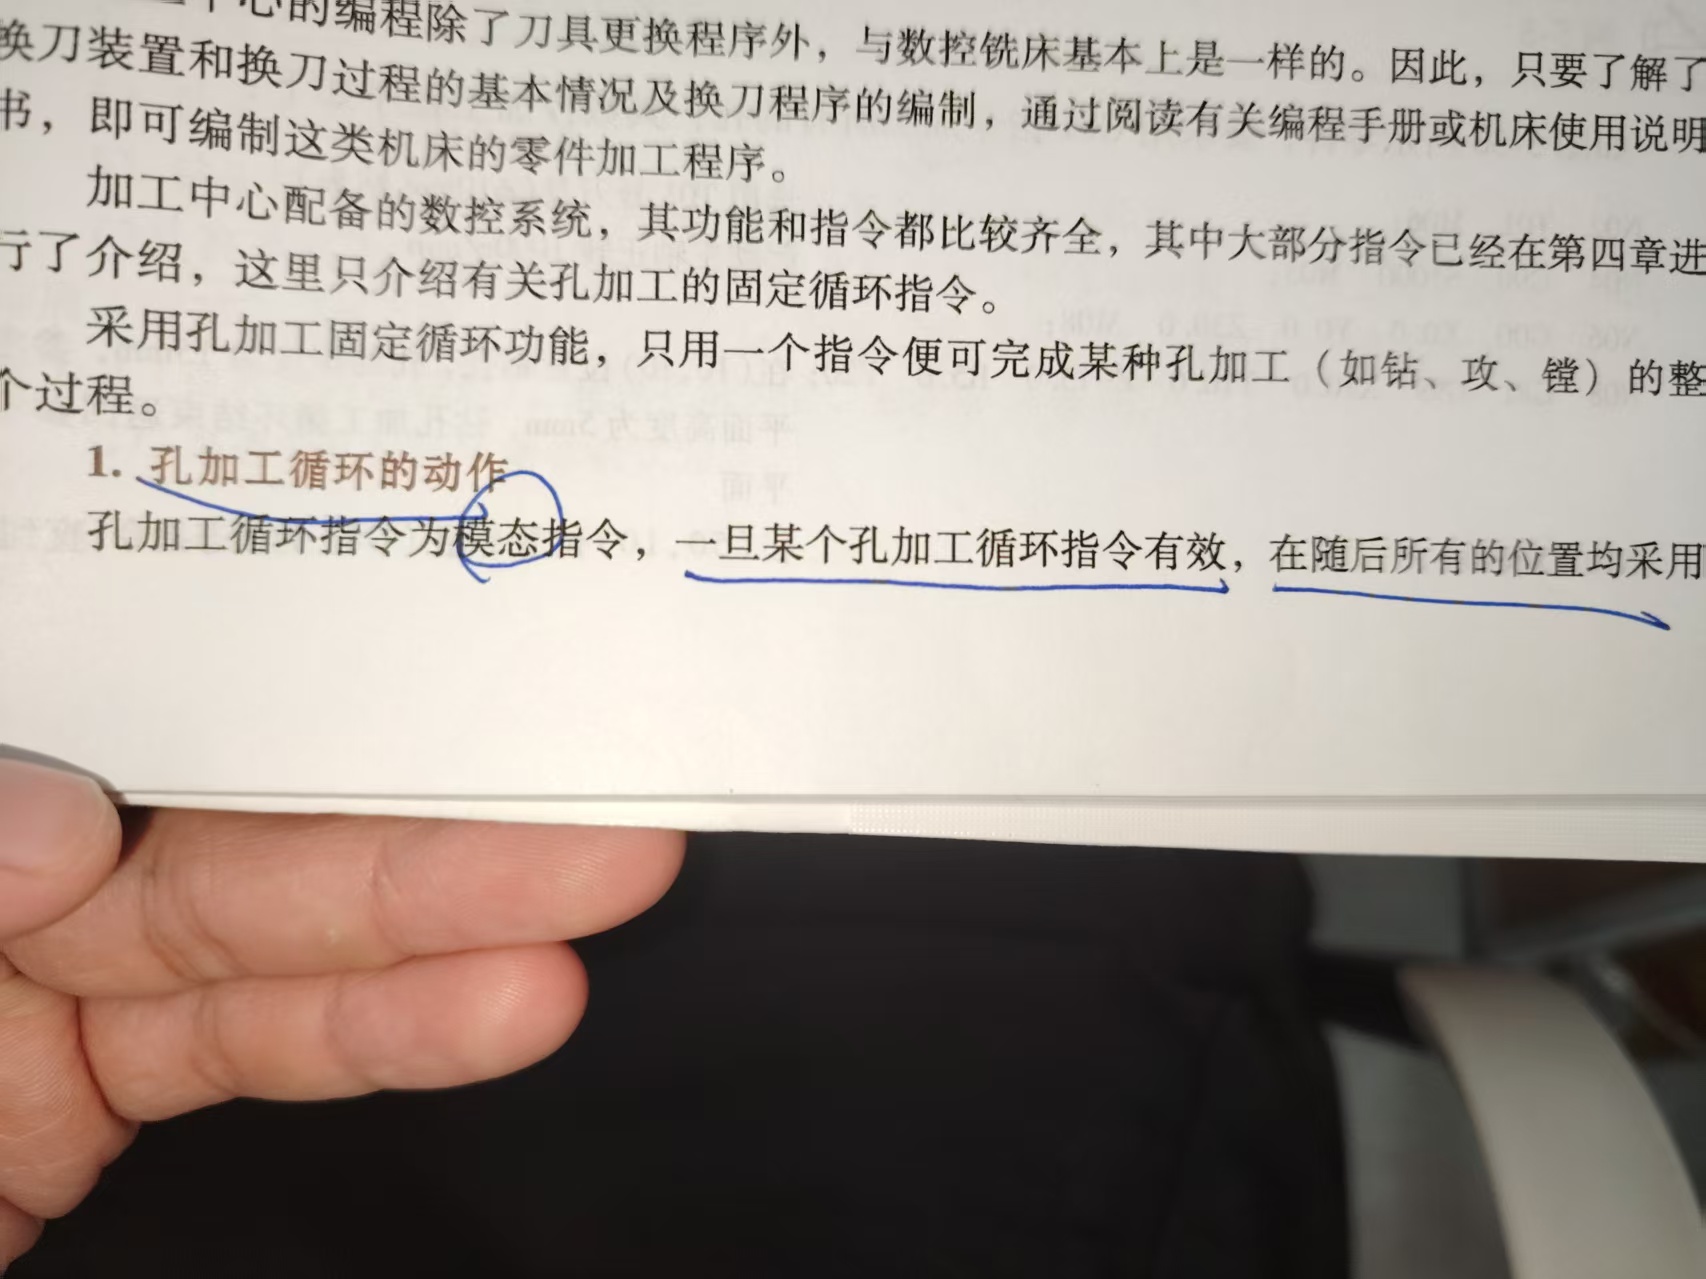 中心的编程除了刀具更换程序外，与数控铣床基本上是一样的。因此，只要了解了
换刀装置和换刀过程的基本情况及换刀程序的编制，通过阅读有关编程手册或机床使用说明
书，即可编制这类机床的零件加工程序。
加工中心配备的数控系统，其功能和指令都比较齐全，其中大部分指令已经在第四章进
行了介绍，这里只介绍有关孔加工的固定循环指令。
采用孔加工固定循环功能，只用一个指令便可完成某种孔加工（如钻、攻、镗）的整
个过程。
1. 孔加工循环的动作
孔加工循环指令为模态指令，一旦某个孔加工循环指令有效，在随后所有的位置均采用